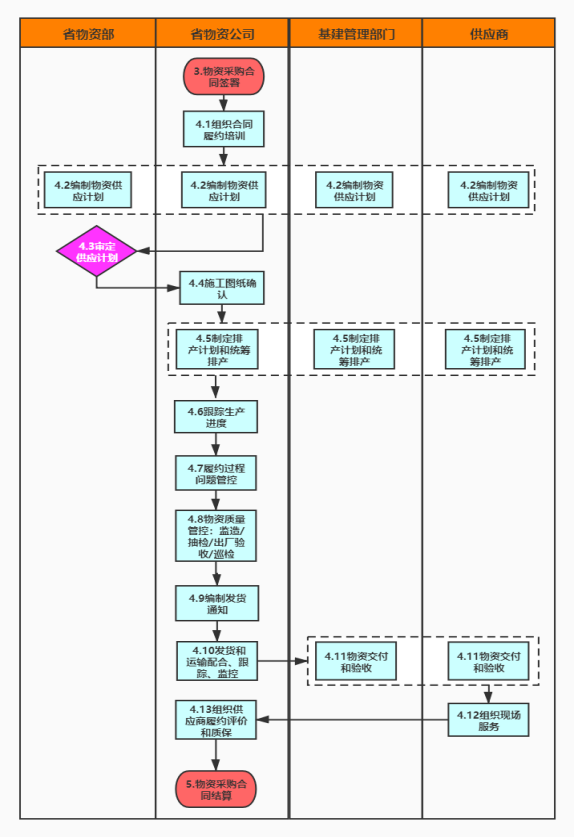 省物资部 省物资公司 基建管理部门 供应商
3.物资采购合
同签署
4.1组织合同
履约培训
4.2编制物资供
应计划
4.2编制物资供
应计划
4.2编制物资
供应计划
4.2编制物资
供应计划
4.3审定
供应计划
4.4施工图纸确
认
4.5制定排
产计划和统筹
排产
4.5制定排
产计划和统
筹排产
4.5制定排
产计划和统
筹排产
4.6跟踪生产
进度
4.7履约过程
问题管控
4.8物资质量
管控：监造/
抽检/出厂验
收/巡检
4.9编制发货
通知
4.10发货和
运输配合、跟
踪、监控
4.11物资交付
和验收
4.11物资交付
和验收
4.12组织现场
服务
4.13组织供
应商履约评价
和质保
5.物资采购合
同结算